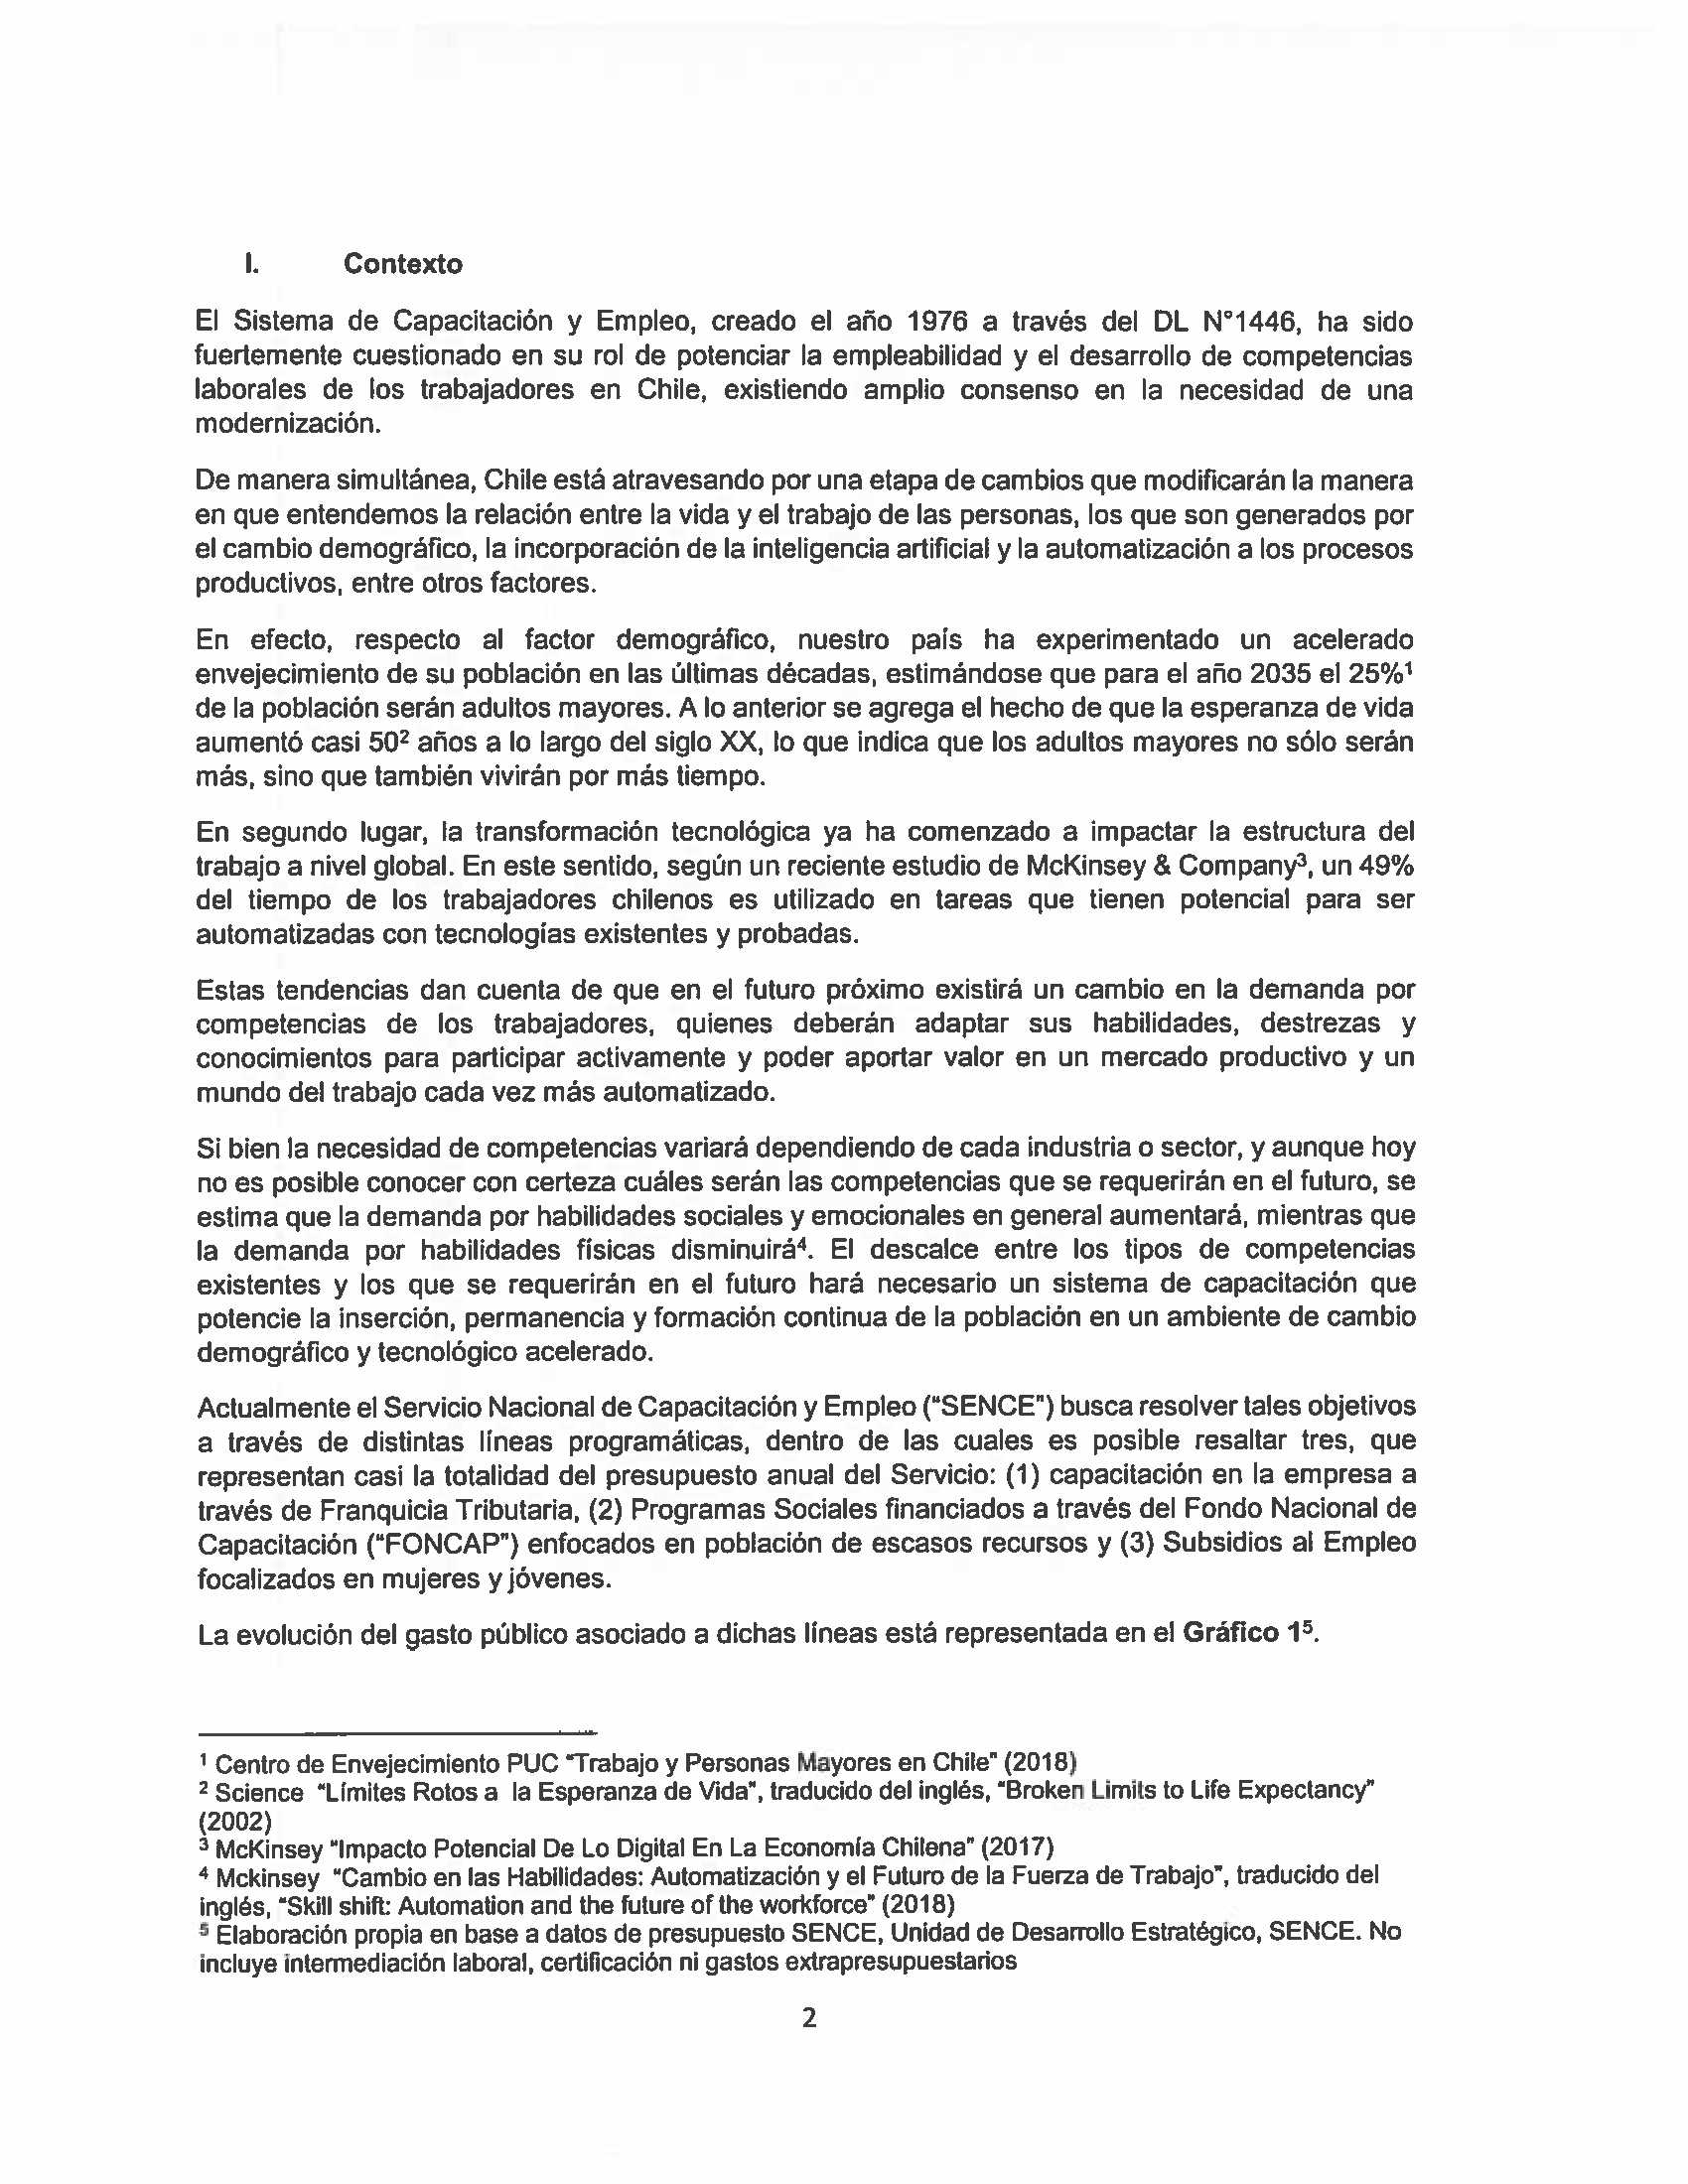 I. Contexto
El Sistema de Capacitación y Empleo, creado el año 1976 a través del DL N°1446, ha sido
fuertemente cuestionado en su rol de potenciar la empleabilidad y el desarrollo de competencias
laborales de los trabajadores en Chile, existiendo amplio consenso en la necesidad de una
modernización.
De manera simultánea, Chile está atravesando por una etapa de cambios que modificarán la manera
en que entendemos la relación entre la vida y el trabajo de las personas, los que son generados por
el cambio demográfico, la incorporación de la inteligencia artificial y la automatización a los procesos
productivos, entre otros factores.
En efecto, respecto al factor demográfico, nuestro país ha experimentado un acelerado
envejecimiento de su población en las últimas décadas, estimándose que para el año 2035 el 25%¹
de la población serán adultos mayores. A lo anterior se agrega el hecho de que la esperanza de vida
aumentó casi 50² años a lo largo del siglo XX, lo que indica que los adultos mayores no sólo serán
más, sino que también vivirán por más tiempo.
En segundo lugar, la transformación tecnológica ya ha comenzado a impactar la estructura del
trabajo a nivel global. En este sentido, según un reciente estudio de McKinsey & Company³, un 49%
del tiempo de los trabajadores chilenos es utilizado en tareas que tienen potencial para ser
automatizadas con tecnologías existentes y probadas.
Estas tendencias dan cuenta de que en el futuro próximo existirá un cambio en la demanda por
competencias de los trabajadores, quienes deberán adaptar sus habilidades, destrezas y
conocimientos para participar activamente y poder aportar valor en un mercado productivo y un
mundo del trabajo cada vez más automatizado.
Si bien la necesidad de competencias variará dependiendo de cada industria o sector, y aunque hoy
no es posible conocer con certeza cuáles serán las competencias que se requerirán en el futuro, se
estima que la demanda por habilidades sociales y emocionales en general aumentará, mientras que
la demanda por habilidades físicas disminuirá⁴. El descalce entre los tipos de competencias
existentes y los que se requerirán en el futuro hará necesario un sistema de capacitación que
potencie la inserción, permanencia y formación continua de la población en un ambiente de cambio
demográfico y tecnológico acelerado.
Actualmente el Servicio Nacional de Capacitación y Empleo ("SENCE") busca resolver tales objetivos
a través de distintas líneas programáticas, dentro de las cuales es posible resaltar tres, que
representan casi la totalidad del presupuesto anual del Servicio: (1) capacitación en la empresa a
través de Franquicia Tributaria, (2) Programas Sociales financiados a través del Fondo Nacional de
Capacitación ("FONCAP") enfocados en población de escasos recursos y (3) Subsidios al Empleo
focalizados en mujeres y jóvenes.
La evolución del gasto público asociado a dichas líneas está representada en el Gráfico 1⁵.
¹ Centro de Envejecimiento PUC "Trabajo y Personas Mayores en Chile" (2018)
² Science "Límites Rotos a la Esperanza de Vida", traducido del inglés, "Broken Limits to Life Expectancy"
(2002)
³ McKinsey "Impacto Potencial De Lo Digital En La Economía Chilena" (2017)
⁴ Mckinsey "Cambio en las Habilidades: Automatización y el Futuro de la Fuerza de Trabajo", traducido del
inglés, "Skill shift: Automation and the future of the workforce" (2018)
⁵ Elaboración propia en base a datos de presupuesto SENCE, Unidad de Desarrollo Estratégico, SENCE. No
incluye intermediación laboral, certificación ni gastos extrapresupuestarios
2